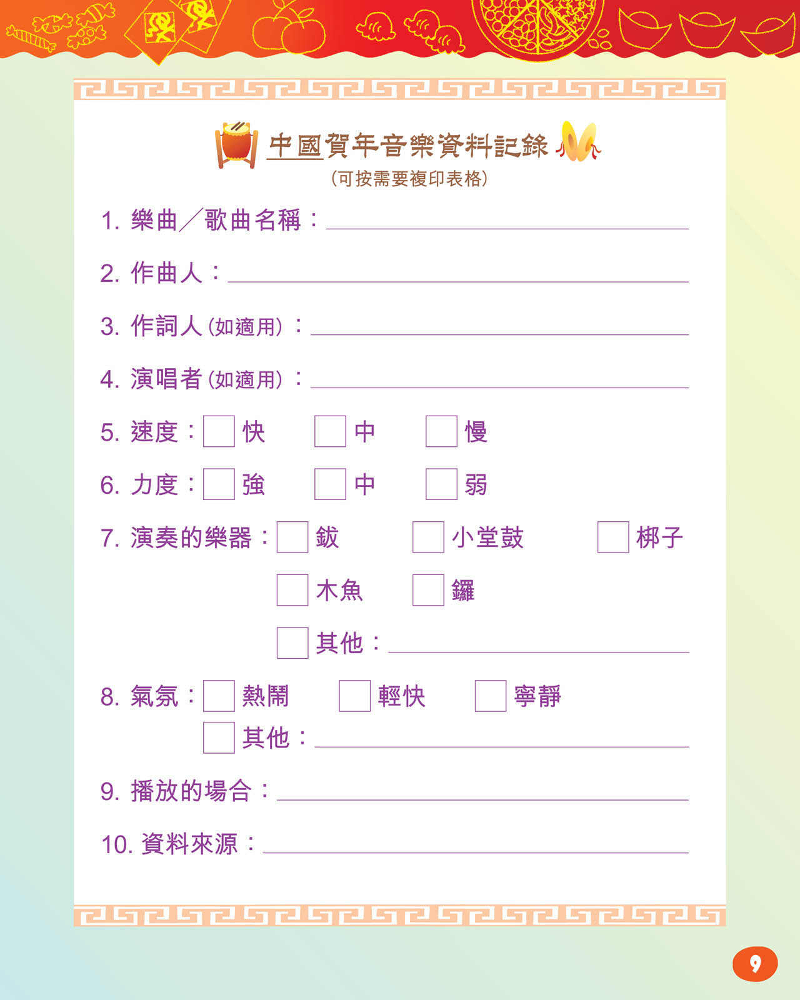 中國賀年音樂資料記錄
(可按需要複印表格)
1. 樂曲╱歌曲名稱：
2. 作曲人：
3. 作詞人(如適用)：
4. 演唱者(如適用)：
5. 速度： 快 中 慢
6. 力度： 強 中 弱
7. 演奏的樂器： 鈸 小堂鼓 梆子
木魚 鑼
其他：
8. 氣氛： 熱鬧 輕快 寧靜
其他：
9. 播放的場合：
10. 資料來源：
9